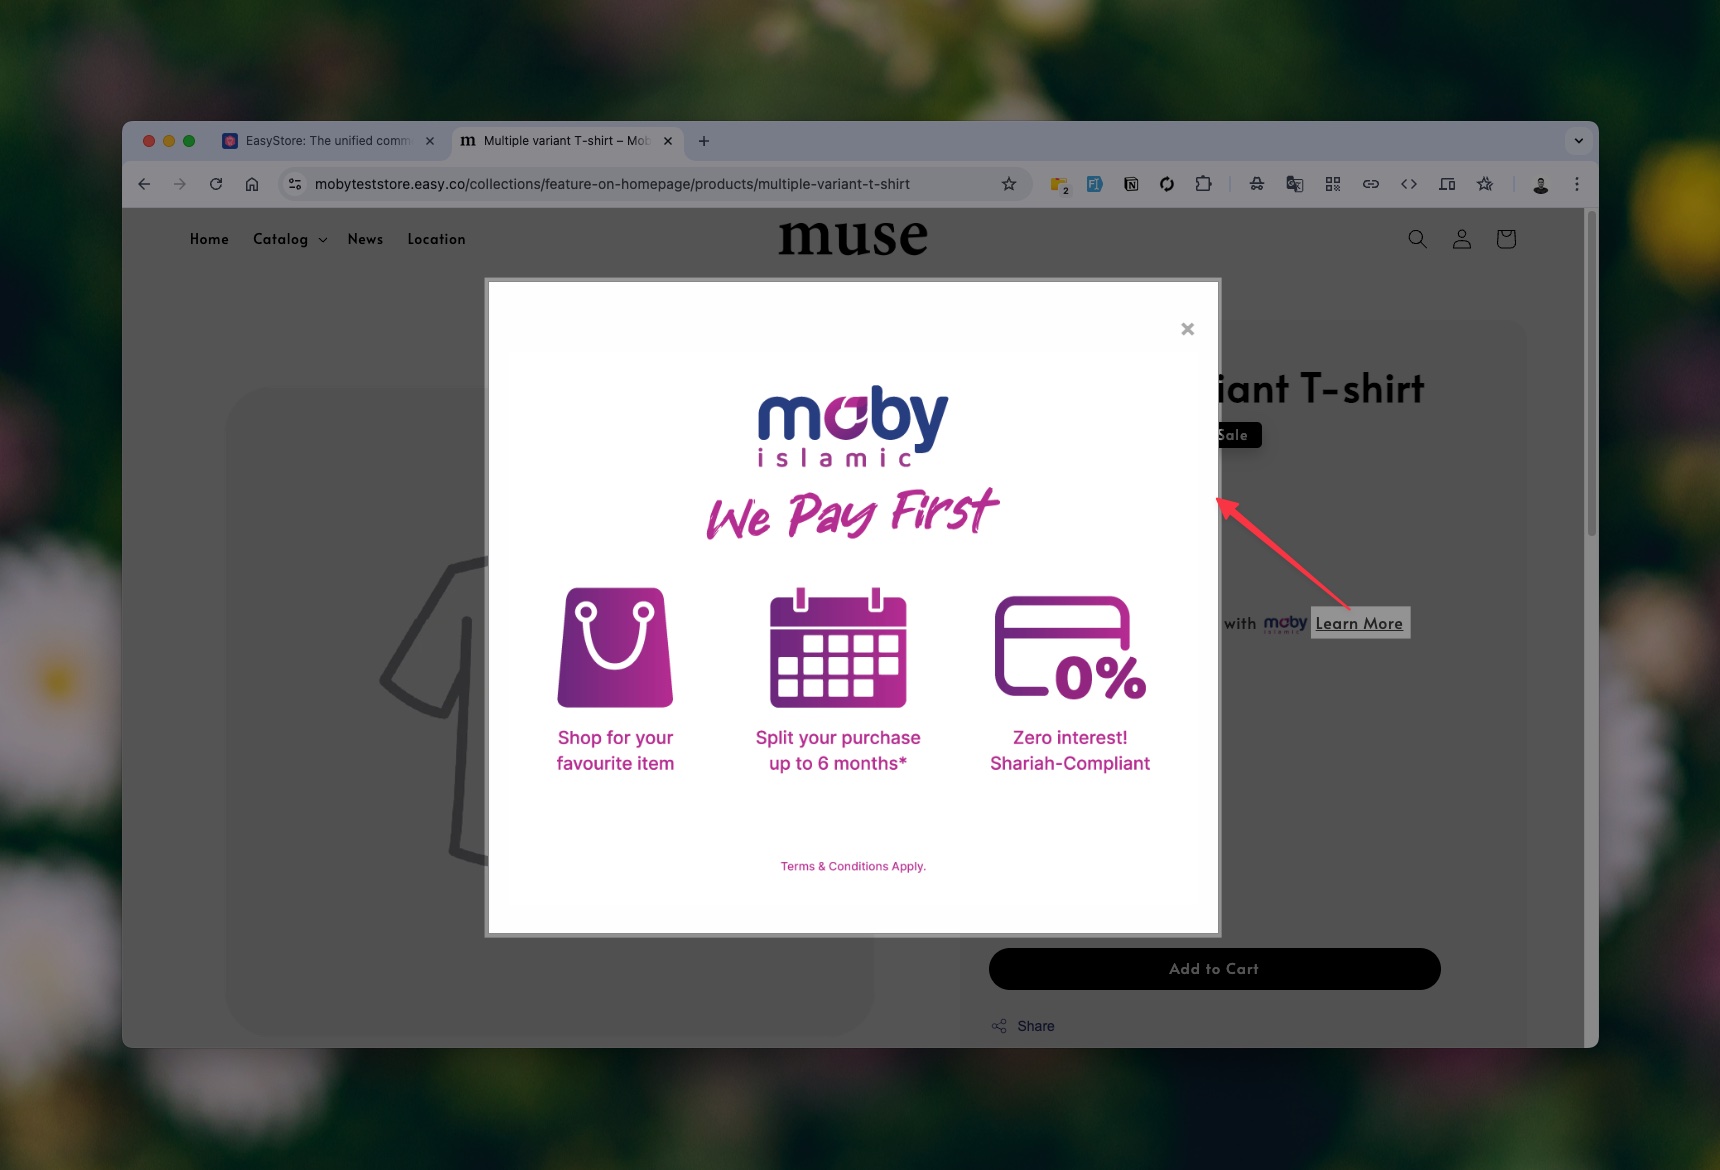 EasyStore: The unified comm
m Multiple variant T-shirt – Mob
mobyteststore.easy.co/collections/feature-on-homepage/products/multiple-variant-t-shirt
2
Home Catalog News Location
muse
iant T-shirt
Sale
moby
islamic
We Pay First
with moby islamic Learn More
0%
Shop for your
favourite item
Split your purchase
up to 6 months*
Zero interest!
Shariah-Compliant
Terms & Conditions Apply.
Add to Cart
Share